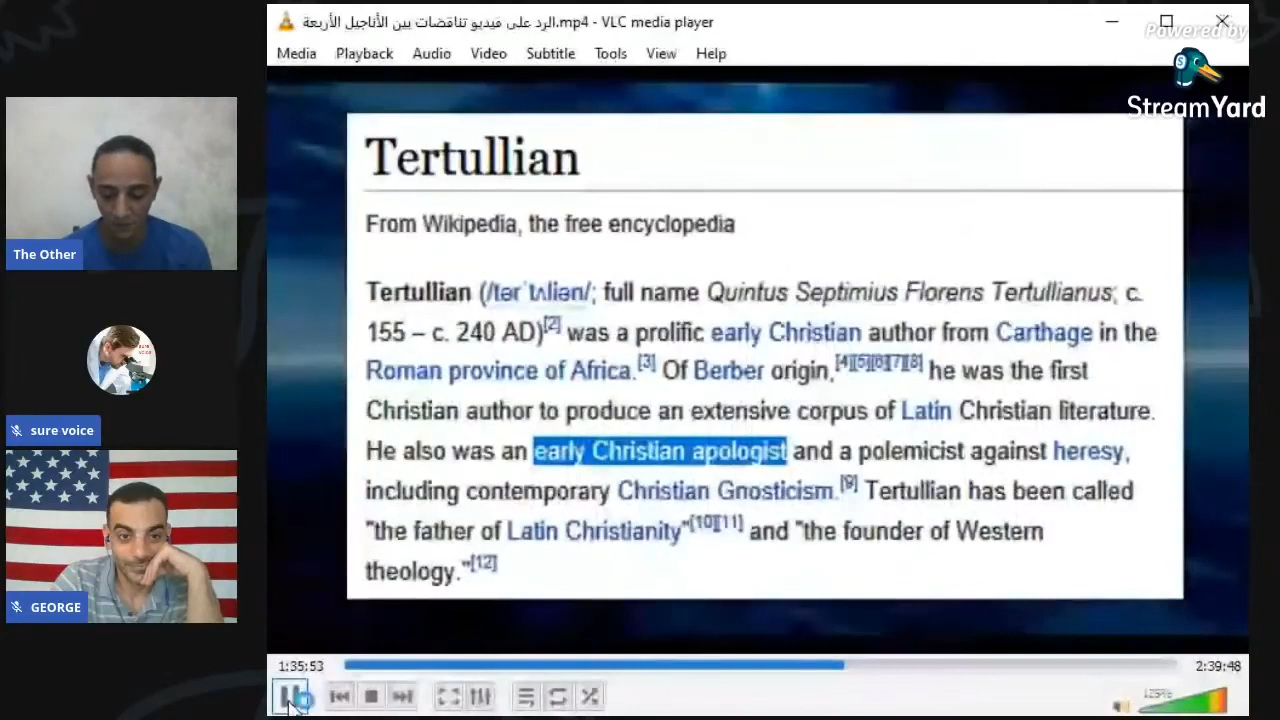 الرد على فيديو تناقضات بين الأناجيل الأربعة.mp4 - VLC media player
Powered by
StreamYard
Media Playback Audio Video Subtitle Tools View Help
Tertullian
From Wikipedia, the free encyclopedia
Tertullian (/tərˈtʌliən/; full name Quintus Septimius Florens Tertullianus; c.
155 – c. 240 AD)[2] was a prolific early Christian author from Carthage in the
Roman province of Africa.[3] Of Berber origin,[4][5][6][7][8] he was the first
Christian author to produce an extensive corpus of Latin Christian literature.
He also was an early Christian apologist and a polemicist against heresy,
including contemporary Christian Gnosticism.[9] Tertullian has been called
"the father of Latin Christianity"[10][11] and "the founder of Western
theology."[12]
The Other
sure voice
GEORGE
1:35:53
2:39:48
125%